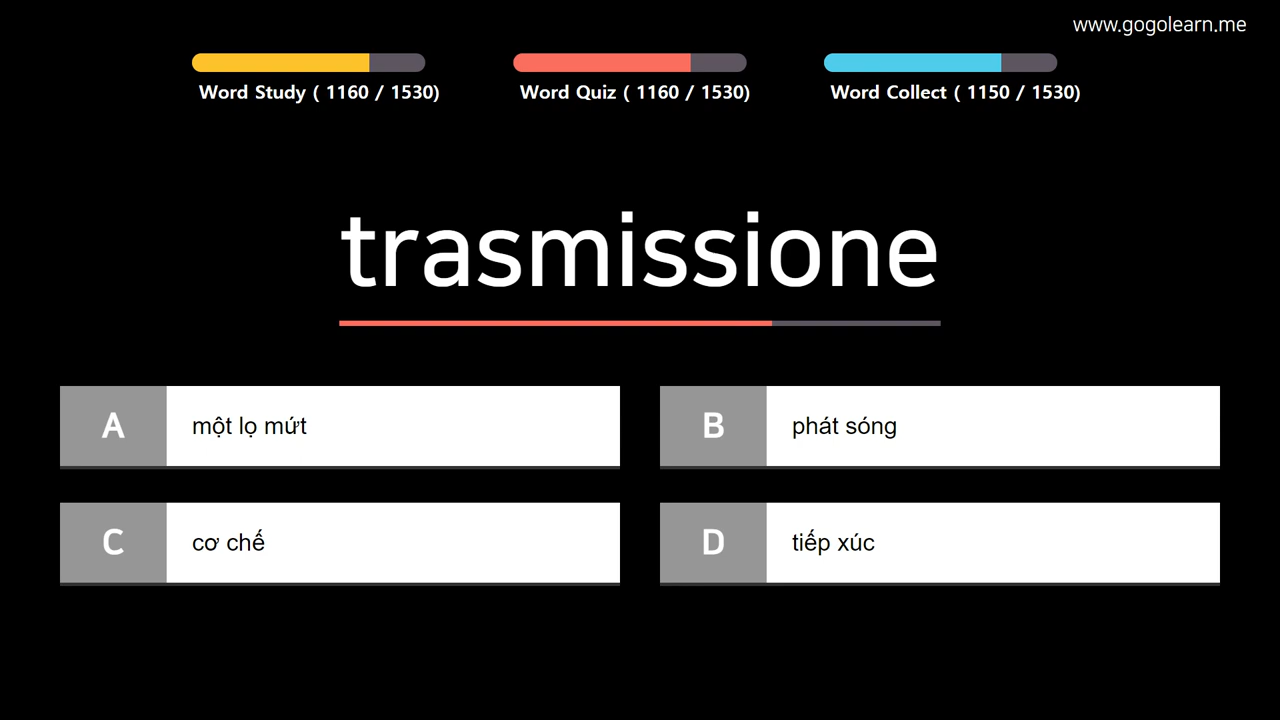 www.gogolearn.me
Word Study ( 1160 / 1530)
Word Quiz ( 1160 / 1530)
Word Collect ( 1150 / 1530)
trasmissione
A một lọ mứt
B phát sóng
C cơ chế
D tiếp xúc